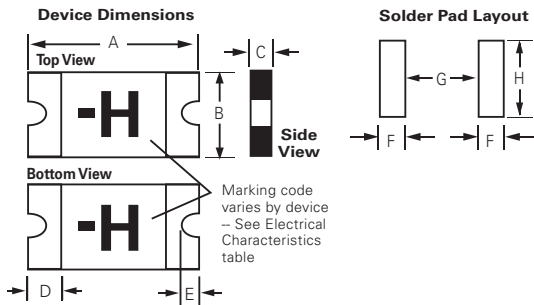 Device Dimensions
A
Top View
-H
B
C
Side
View
Bottom View
-H
Marking code
varies by device
-- See Electrical
Characteristics
table
D
E
Solder Pad Layout
G
H
F
F